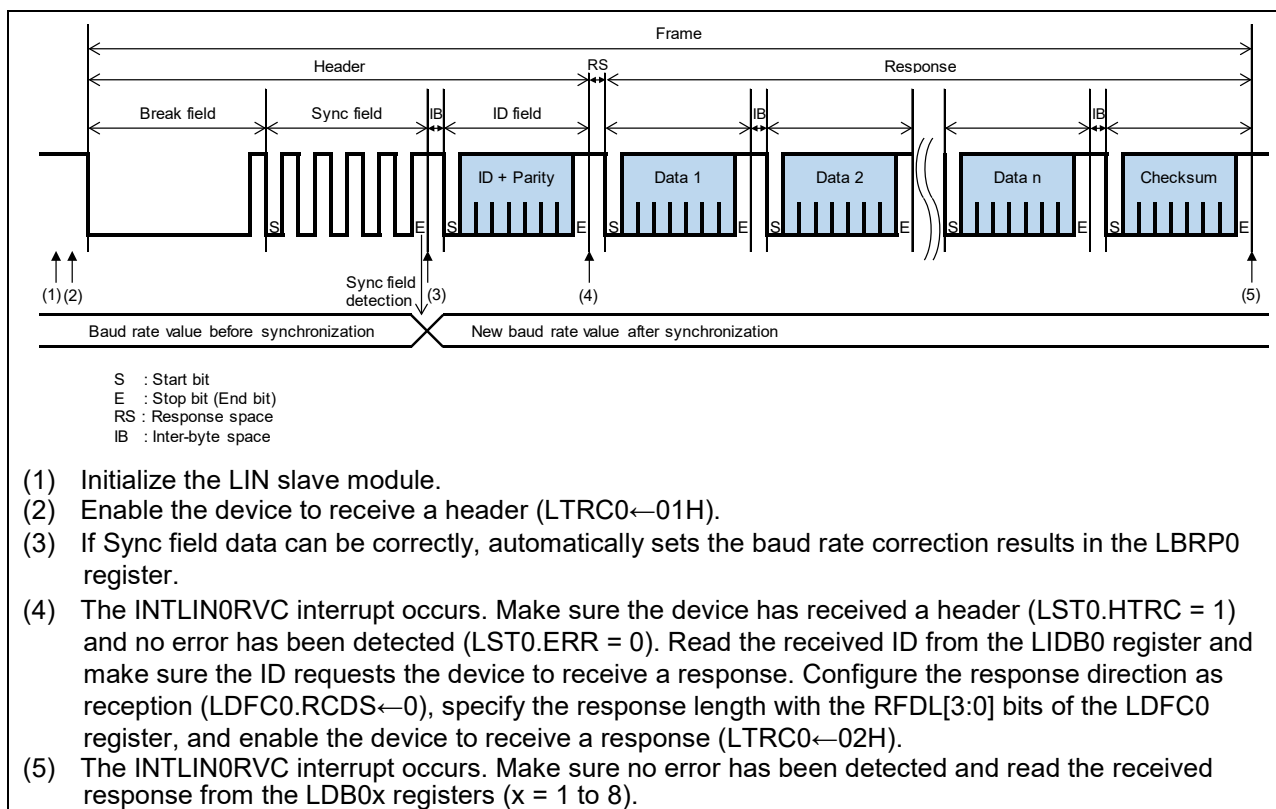 Frame
Header
RS
Response
Break field
Sync field
IB
ID field
IB
IB
ID + Parity
Data 1
Data 2
Data n
Checksum
S
E
S
E
S
E
S
E
S
E
S
E
(1)
(2)
Sync field
detection
(3)
(4)
(5)
Baud rate value before synchronization
New baud rate value after synchronization
S : Start bit
E : Stop bit (End bit)
RS : Response space
IB : Inter-byte space
(1) Initialize the LIN slave module.
(2) Enable the device to receive a header (LTRC0←01H).
(3) If Sync field data can be correctly, automatically sets the baud rate correction results in the LBRP0
register.
(4) The INTLIN0RVC interrupt occurs. Make sure the device has received a header (LST0.HTRC = 1)
and no error has been detected (LST0.ERR = 0). Read the received ID from the LIDB0 register and
make sure the ID requests the device to receive a response. Configure the response direction as
reception (LDFC0.RCDS←0), specify the response length with the RFDL[3:0] bits of the LDFC0
register, and enable the device to receive a response (LTRC0←02H).
(5) The INTLIN0RVC interrupt occurs. Make sure no error has been detected and read the received
response from the LDB0x registers (x = 1 to 8).